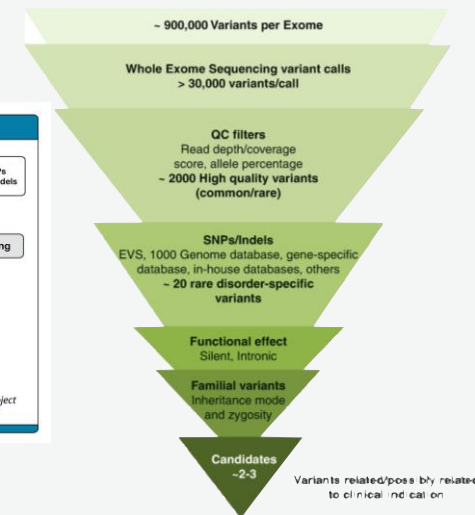 ~ 900,000 Variants per Exome
Whole Exome Sequencing variant calls
> 30,000 variants/call
QC filters
Read depth/coverage
score, allele percentage
~ 2000 High quality variants
(common/rare)
SNPs/Indels
EVS, 1000 Genome database, gene-specific
database, in-house databases, others
~ 20 rare disorder-specific
variants
Functional effect
Silent, Intronic
Familial variants
Inheritance mode
and zygosity
Candidates
~2-3
Variants related/possibly related
to clinical indication